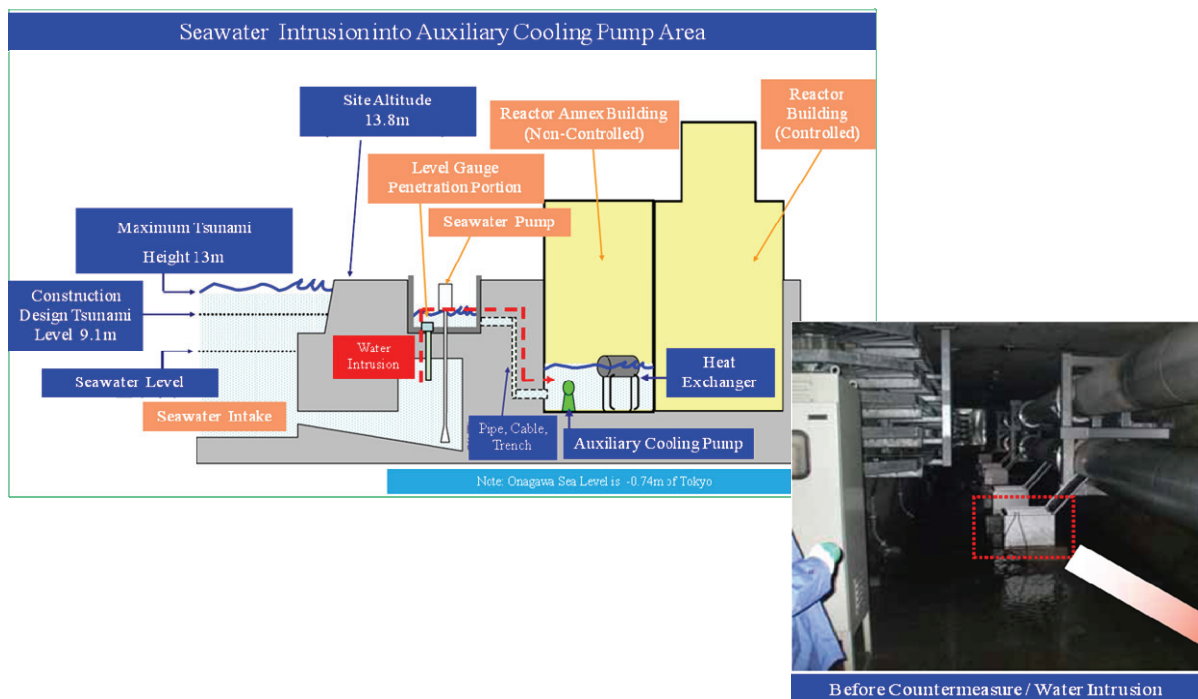 Seawater Intrusion into Auxiliary Cooling Pump Area
Site Altitude
13.8m
Reactor Annex Building
(Non-Controlled)
Reactor
Building
(Controlled)
Level Gauge
Penetration Portion
Seawater Pump
Maximum Tsunami
Height 13m
Construction
Design Tsunami
Level 9.1m
Water
Intrusion
Seawater Level
Heat
Exchanger
Seawater Intake
Pipe, Cable,
Trench
Auxiliary Cooling Pump
Note: Onagawa Sea Level is -0.74m of Tokyo
Before Countermeasure / Water Intrusion